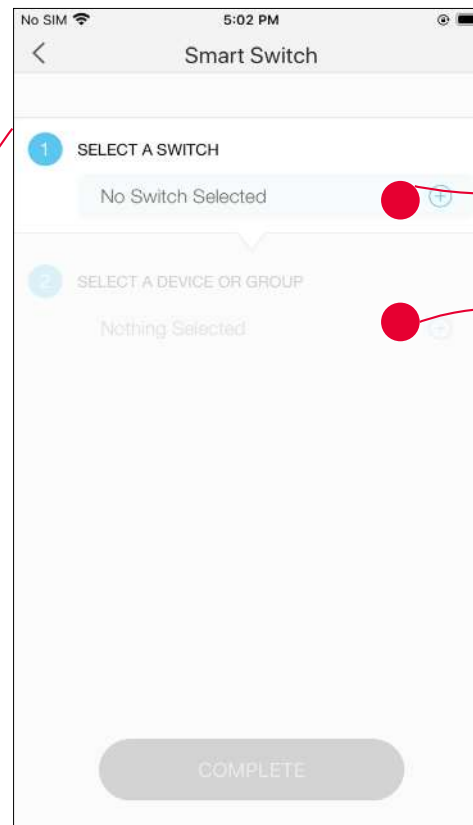 No SIM 5:02 PM
Smart Switch
1 SELECT A SWITCH
No Switch Selected
2 SELECT A DEVICE OR GROUP
Nothing Selected
COMPLETE